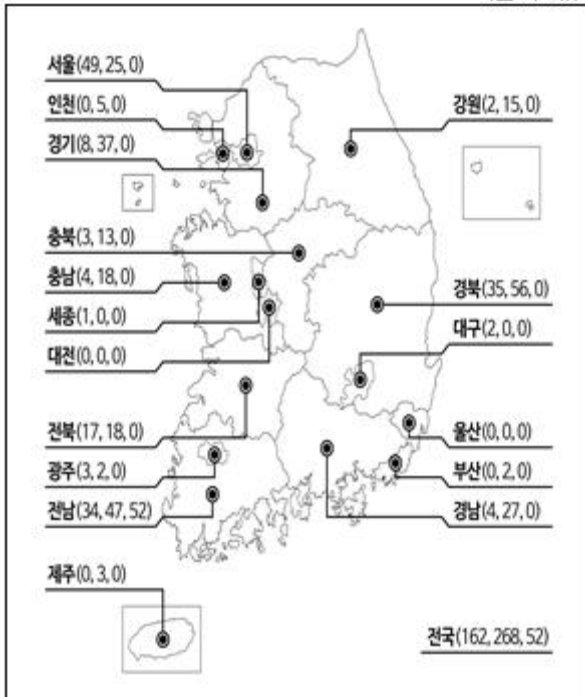 서울(49, 25, 0)
인천(0, 5, 0)
경기(8, 37, 0)
강원(2, 15, 0)
충북(3, 13, 0)
충남(4, 18, 0)
세종(1, 0, 0)
대전(0, 0, 0)
경북(35, 56, 0)
대구(2, 0, 0)
전북(17, 18, 0)
광주(3, 2, 0)
전남(34, 47, 52)
울산(0, 0, 0)
부산(0, 2, 0)
경남(4, 27, 0)
제주(0, 3, 0)
전국(162, 268, 52)